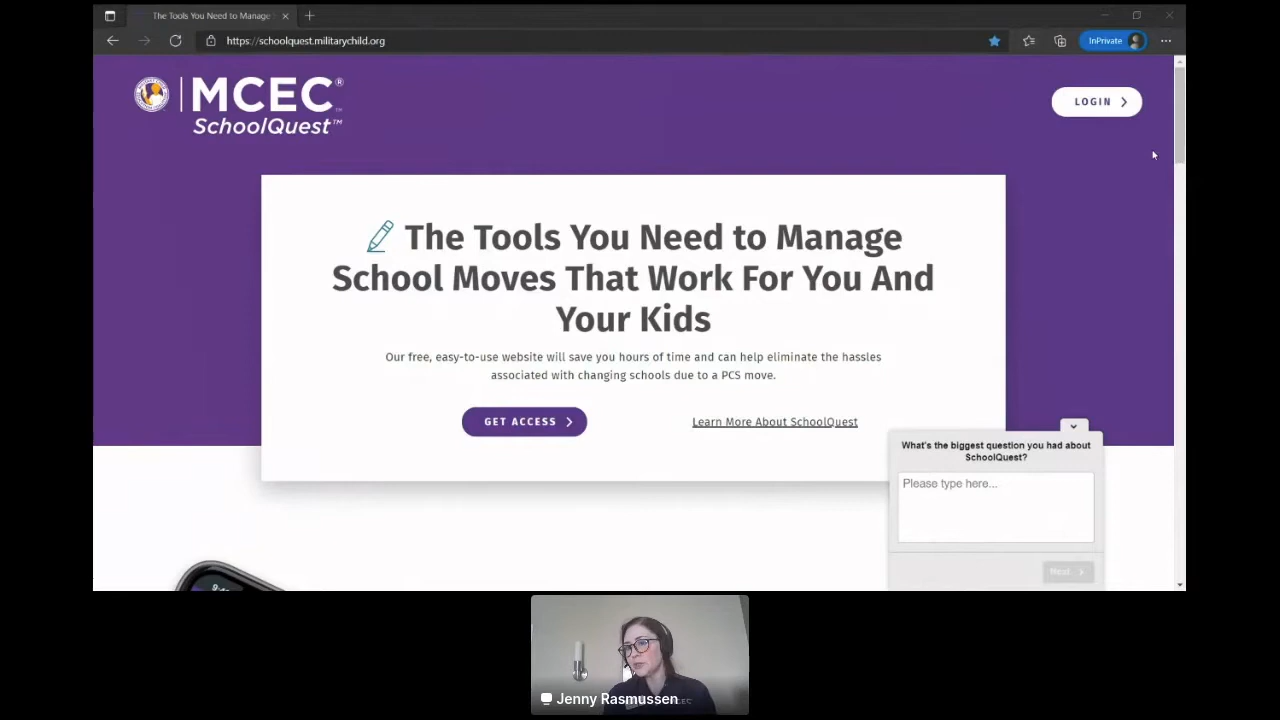 The Tools You Need to Manage
https://schoolquest.militarychild.org
InPrivate
MCEC®
SchoolQuest™
LOGIN
The Tools You Need to Manage
School Moves That Work For You And
Your Kids
Our free, easy-to-use website will save you hours of time and can help eliminate the hassles
associated with changing schools due to a PCS move.
GET ACCESS
Learn More About SchoolQuest
What's the biggest question you had about
SchoolQuest?
Please type here...
Next
Jenny Rasmussen